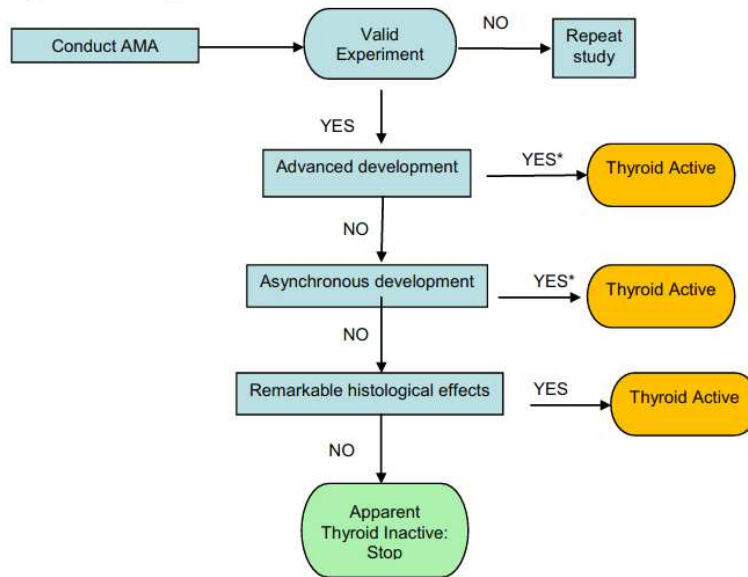 Conduct AMA
Valid
Experiment
NO
Repeat
study
YES
Advanced development
YES*
Thyroid Active
NO
Asynchronous development
YES*
Thyroid Active
NO
Remarkable histological effects
YES
Thyroid Active
NO
Apparent
Thyroid Inactive:
Stop